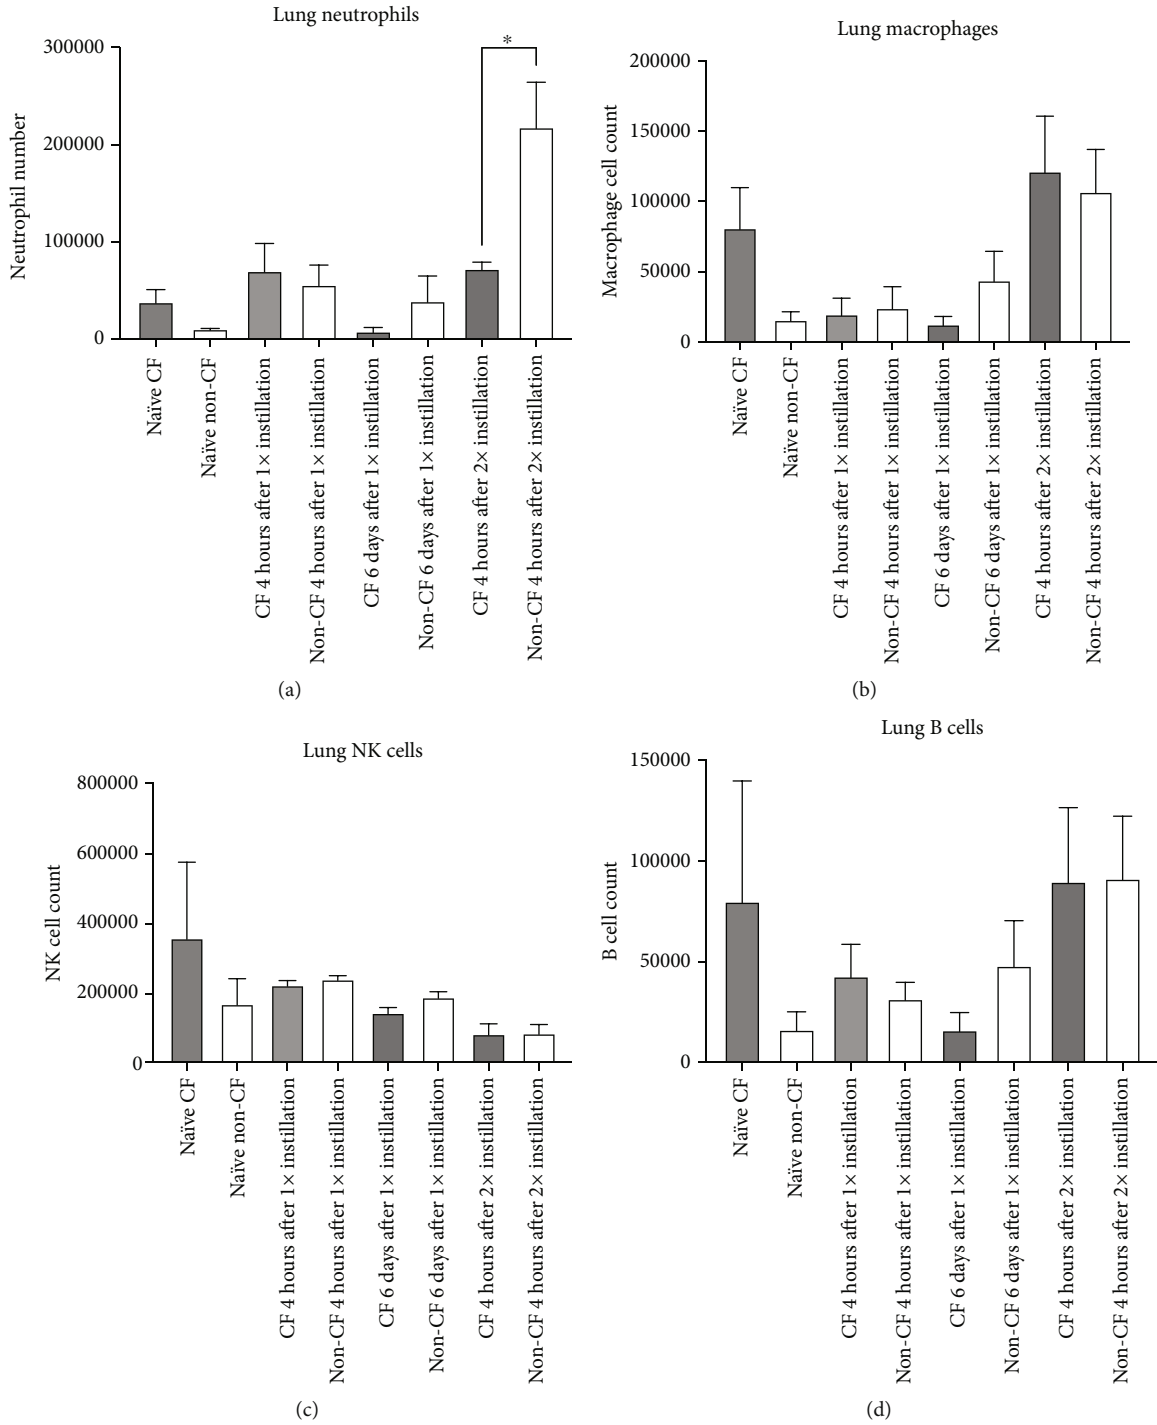 Lung neutrophils
*
Neutrophil number
300000
200000
100000
0
Naïve CF
Naïve non-CF
CF 4 hours after 1× instillation
Non-CF 4 hours after 1× instillation
CF 6 days after 1× instillation
Non-CF 6 days after 1× instillation
CF 4 hours after 2× instillation
Non-CF 4 hours after 2× instillation
(a)
Lung macrophages
Macrophage cell count
200000
150000
100000
50000
0
Naïve CF
Naïve non-CF
CF 4 hours after 1× instillation
Non-CF 4 hours after 1× instillation
CF 6 days after 1× instillation
Non-CF 6 days after 1× instillation
CF 4 hours after 2× instillation
Non-CF 4 hours after 2× instillation
(b)
Lung NK cells
NK cell count
800000
600000
400000
200000
0
Naïve CF
Naïve non-CF
CF 4 hours after 1× instillation
Non-CF 4 hours after 1× instillation
CF 6 days after 1× instillation
Non-CF 6 days after 1× instillation
CF 4 hours after 2× instillation
Non-CF 4 hours after 2× instillation
(c)
Lung B cells
B cell count
150000
100000
50000
0
Naïve CF
Naïve non-CF
CF 4 hours after 1× instillation
Non-CF 4 hours after 1× instillation
CF 6 days after 1× instillation
Non-CF 6 days after 1× instillation
CF 4 hours after 2× instillation
Non-CF 4 hours after 2× instillation
(d)